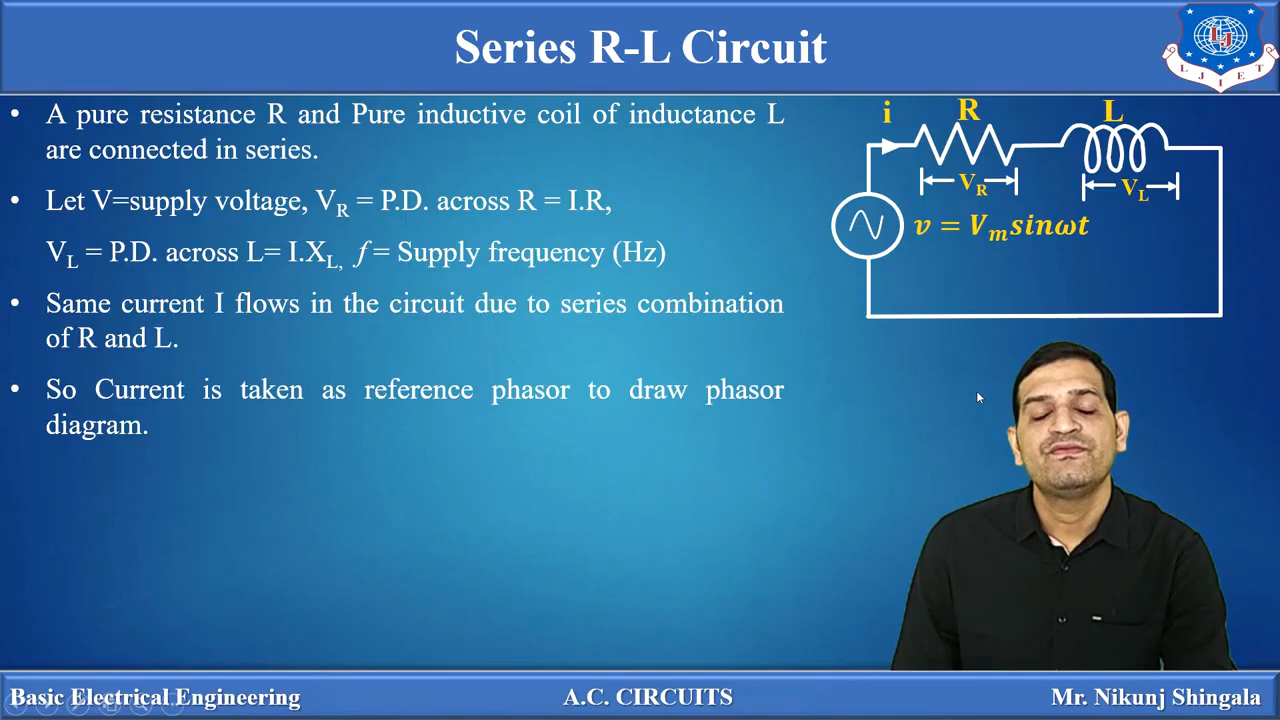 Series R-L Circuit
LJ
L J I E T
• A pure resistance R and Pure inductive coil of inductance L
are connected in series.
• Let V=supply voltage, VR = P.D. across R = I.R,
VL = P.D. across L= I.XL, f = Supply frequency (Hz)
• Same current I flows in the circuit due to series combination
of R and L.
• So Current is taken as reference phasor to draw phasor
diagram.
i R L
VR VL
v = Vmsinωt
Basic Electrical Engineering A.C. CIRCUITS Mr. Nikunj Shingala